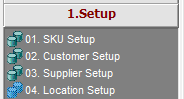 1.Setup
01. SKU Setup
02. Customer Setup
03. Supplier Setup
04. Location Setup